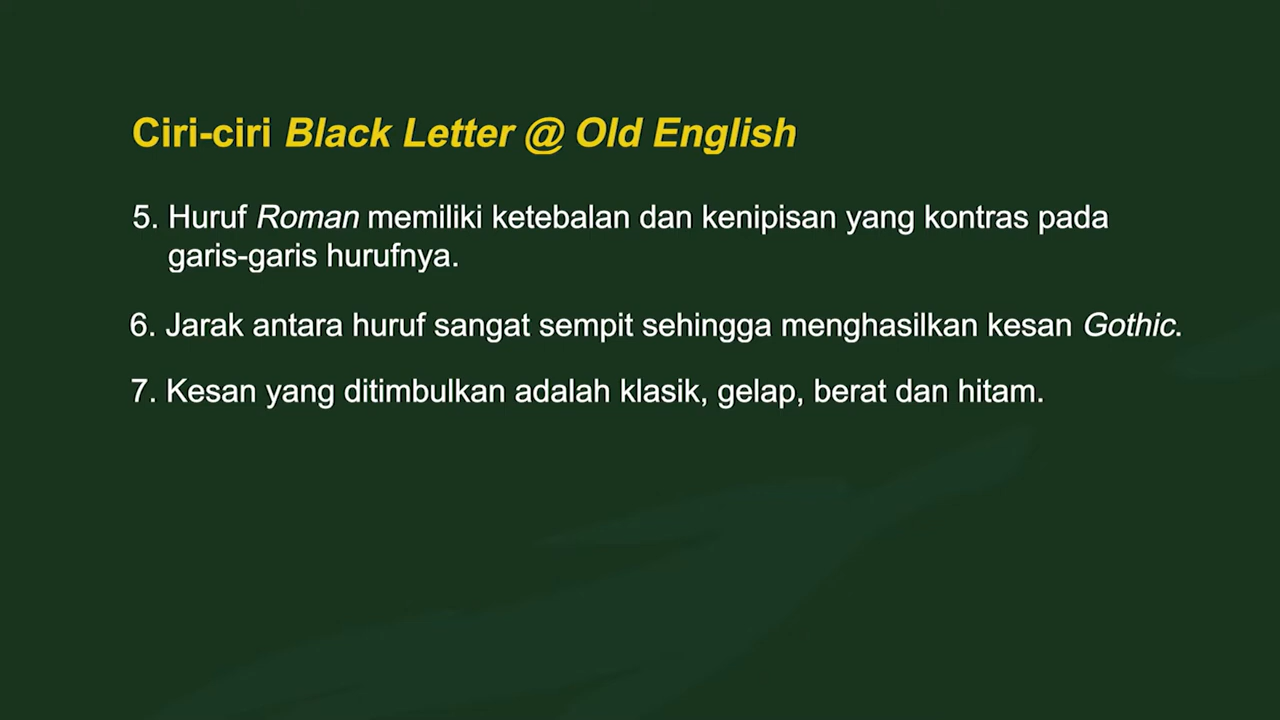 Ciri-ciri Black Letter @ Old English
5. Huruf Roman memiliki ketebalan dan kenipisan yang kontras pada
garis-garis hurufnya.
6. Jarak antara huruf sangat sempit sehingga menghasilkan kesan Gothic.
7. Kesan yang ditimbulkan adalah klasik, gelap, berat dan hitam.